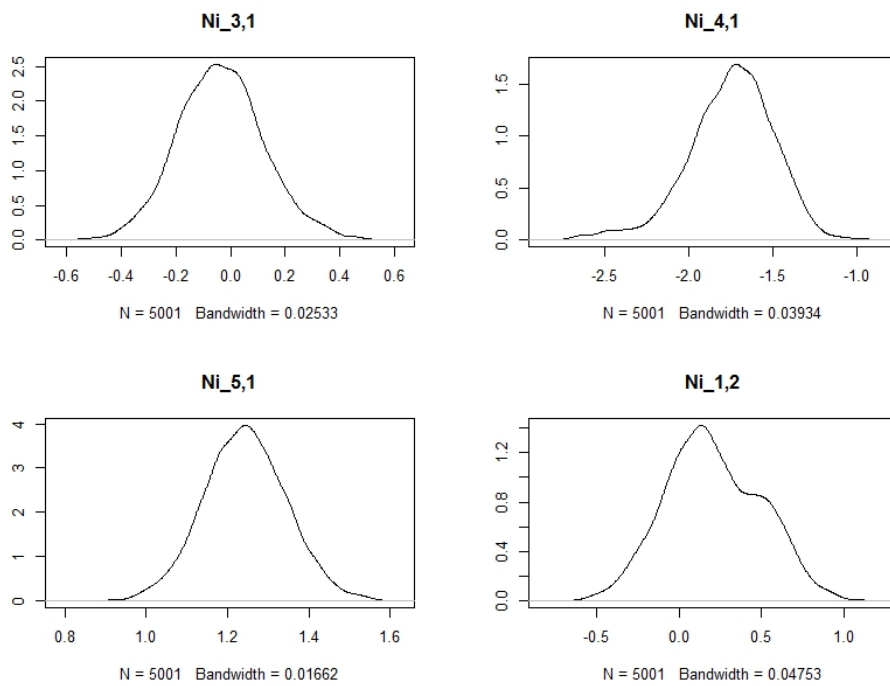 Ni_3,1
Ni_4,1
0.0 0.5 1.0 1.5 2.0 2.5
0.0 0.5 1.0 1.5
-0.6 -0.4 -0.2 0.0 0.2 0.4 0.6
-2.5 -2.0 -1.5 -1.0
N = 5001 Bandwidth = 0.02533
N = 5001 Bandwidth = 0.03934
Ni_5,1
Ni_1,2
0 1 2 3 4
0.0 0.4 0.8 1.2
0.8 1.0 1.2 1.4 1.6
-0.5 0.0 0.5 1.0
N = 5001 Bandwidth = 0.01662
N = 5001 Bandwidth = 0.04753